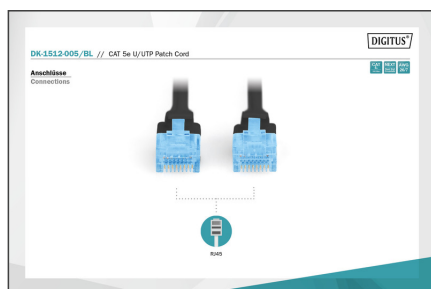 DIGITUS®
DK-1512-005/BL // CAT 5e U/UTP Patch Cord
Anschlüsse
Connections
RJ45